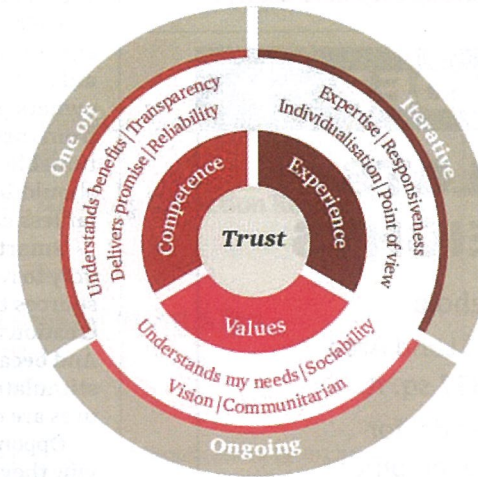 One off
Understands benefits | Transparency
Delivers promise | Reliability
Competence
Iterative
Expertise | Responsiveness
Individualisation | Point of view
Experience
Trust
Values
Understands my needs | Sociability
Vision | Communitarian
Ongoing